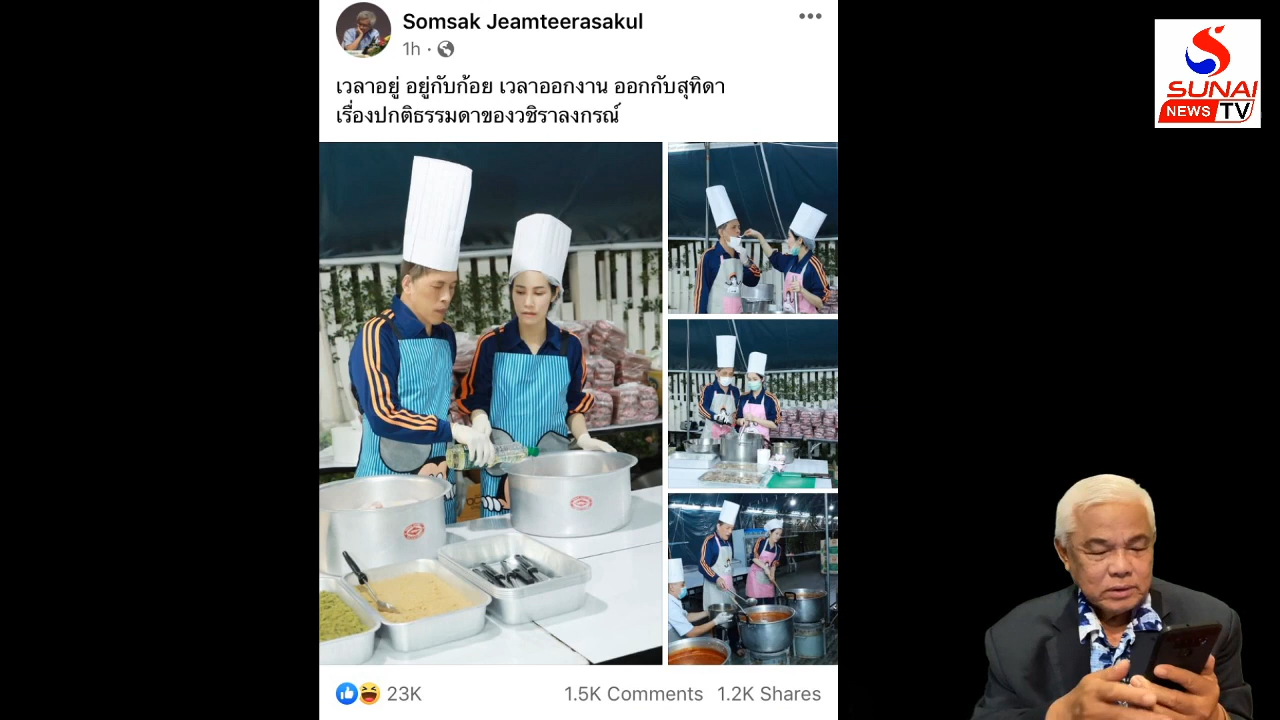 Somsak Jeamteerasakul
1h ·
เวลาอยู่ อยู่กับก้อย เวลาออกงาน ออกกับสุทิดา
เรื่องปกติธรรมดาของวชิราลงกรณ์
23K
1.5K Comments 1.2K Shares
SUNAI
NEWS TV